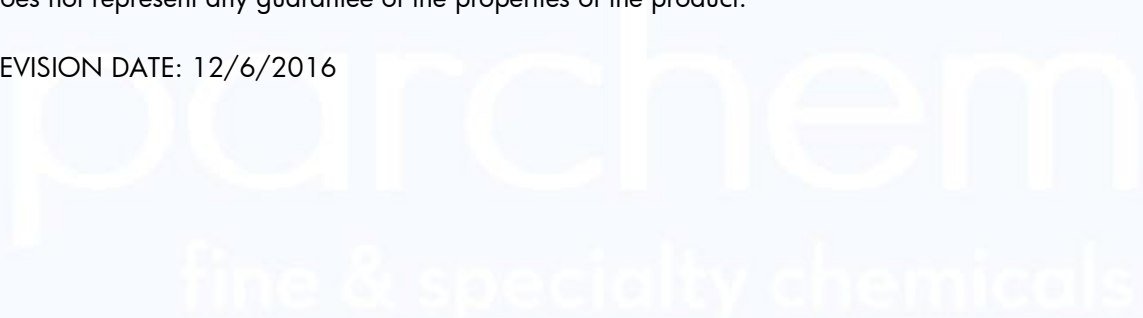 oes not represent any guarantee of the properties of the product.
EVISION DATE: 12/6/2016
parchem
fine & specialty chemicals